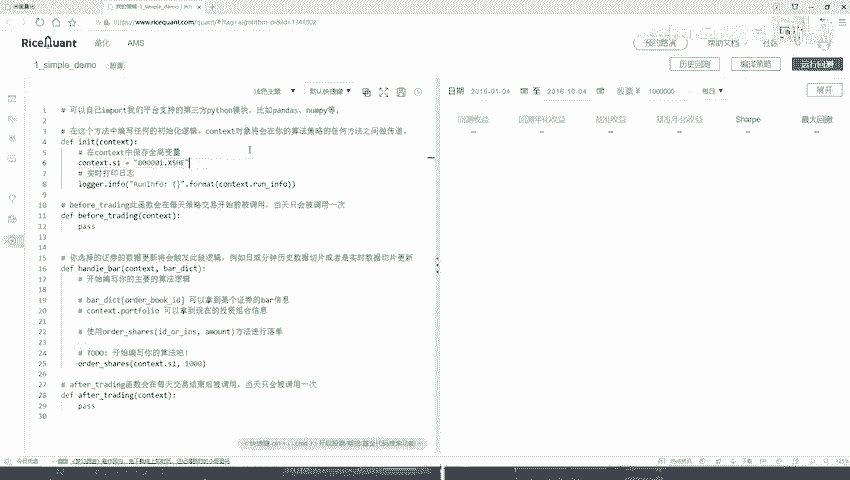 https://www.ricequant.com/quant/
RiceQuant 量化 AMS 帮助文档 社区
1_simple_demo 股票 历史回测 编译策略 运行回测
浅色主题 默认快捷键 日期 2016-01-04 至 2016-10-04 股票 ¥ 1000000 每日 展开
回测收益 回测年化收益 基准收益 基准年化收益 Sharpe 最大回撤
-- -- -- -- -- --
1 # 可以自己import我们平台支持的第三方python模块，比如pandas、numpy等。
2
3 # 在这个方法中编写任何的初始化逻辑。context对象将会在你的算法策略的任何方法之间做传递。
4 def init(context):
5 # 在context中保存全局变量
6 context.s1 = "000001.XSHE"
7 # 实时打印日志
8 logger.info("RunInfo: {}".format(context.run_info))
9
10 # before_trading此函数会在每天策略交易开始前被调用，当天只会被调用一次
11 def before_trading(context):
12 pass
13
14
15 # 你选择的证券的数据更新将会触发此段逻辑，例如日或分钟历史数据切片或者是实时数据切片更新
16 def handle_bar(context, bar_dict):
17 # 开始编写你的主要的算法逻辑
18
19 # bar_dict[order_book_id] 可以拿到某个证券的bar信息
20 # context.portfolio 可以拿到现在的投资组合信息
21
22 # 使用order_shares(id_or_ins, amount)方法进行落单
23
24 # TODO: 开始编写你的算法吧！
25 order_shares(context.s1, 1000)
26
27 # after_trading函数会在每天交易结束后被调用，当天只会被调用一次
28 def after_trading(context):
29 pass
30